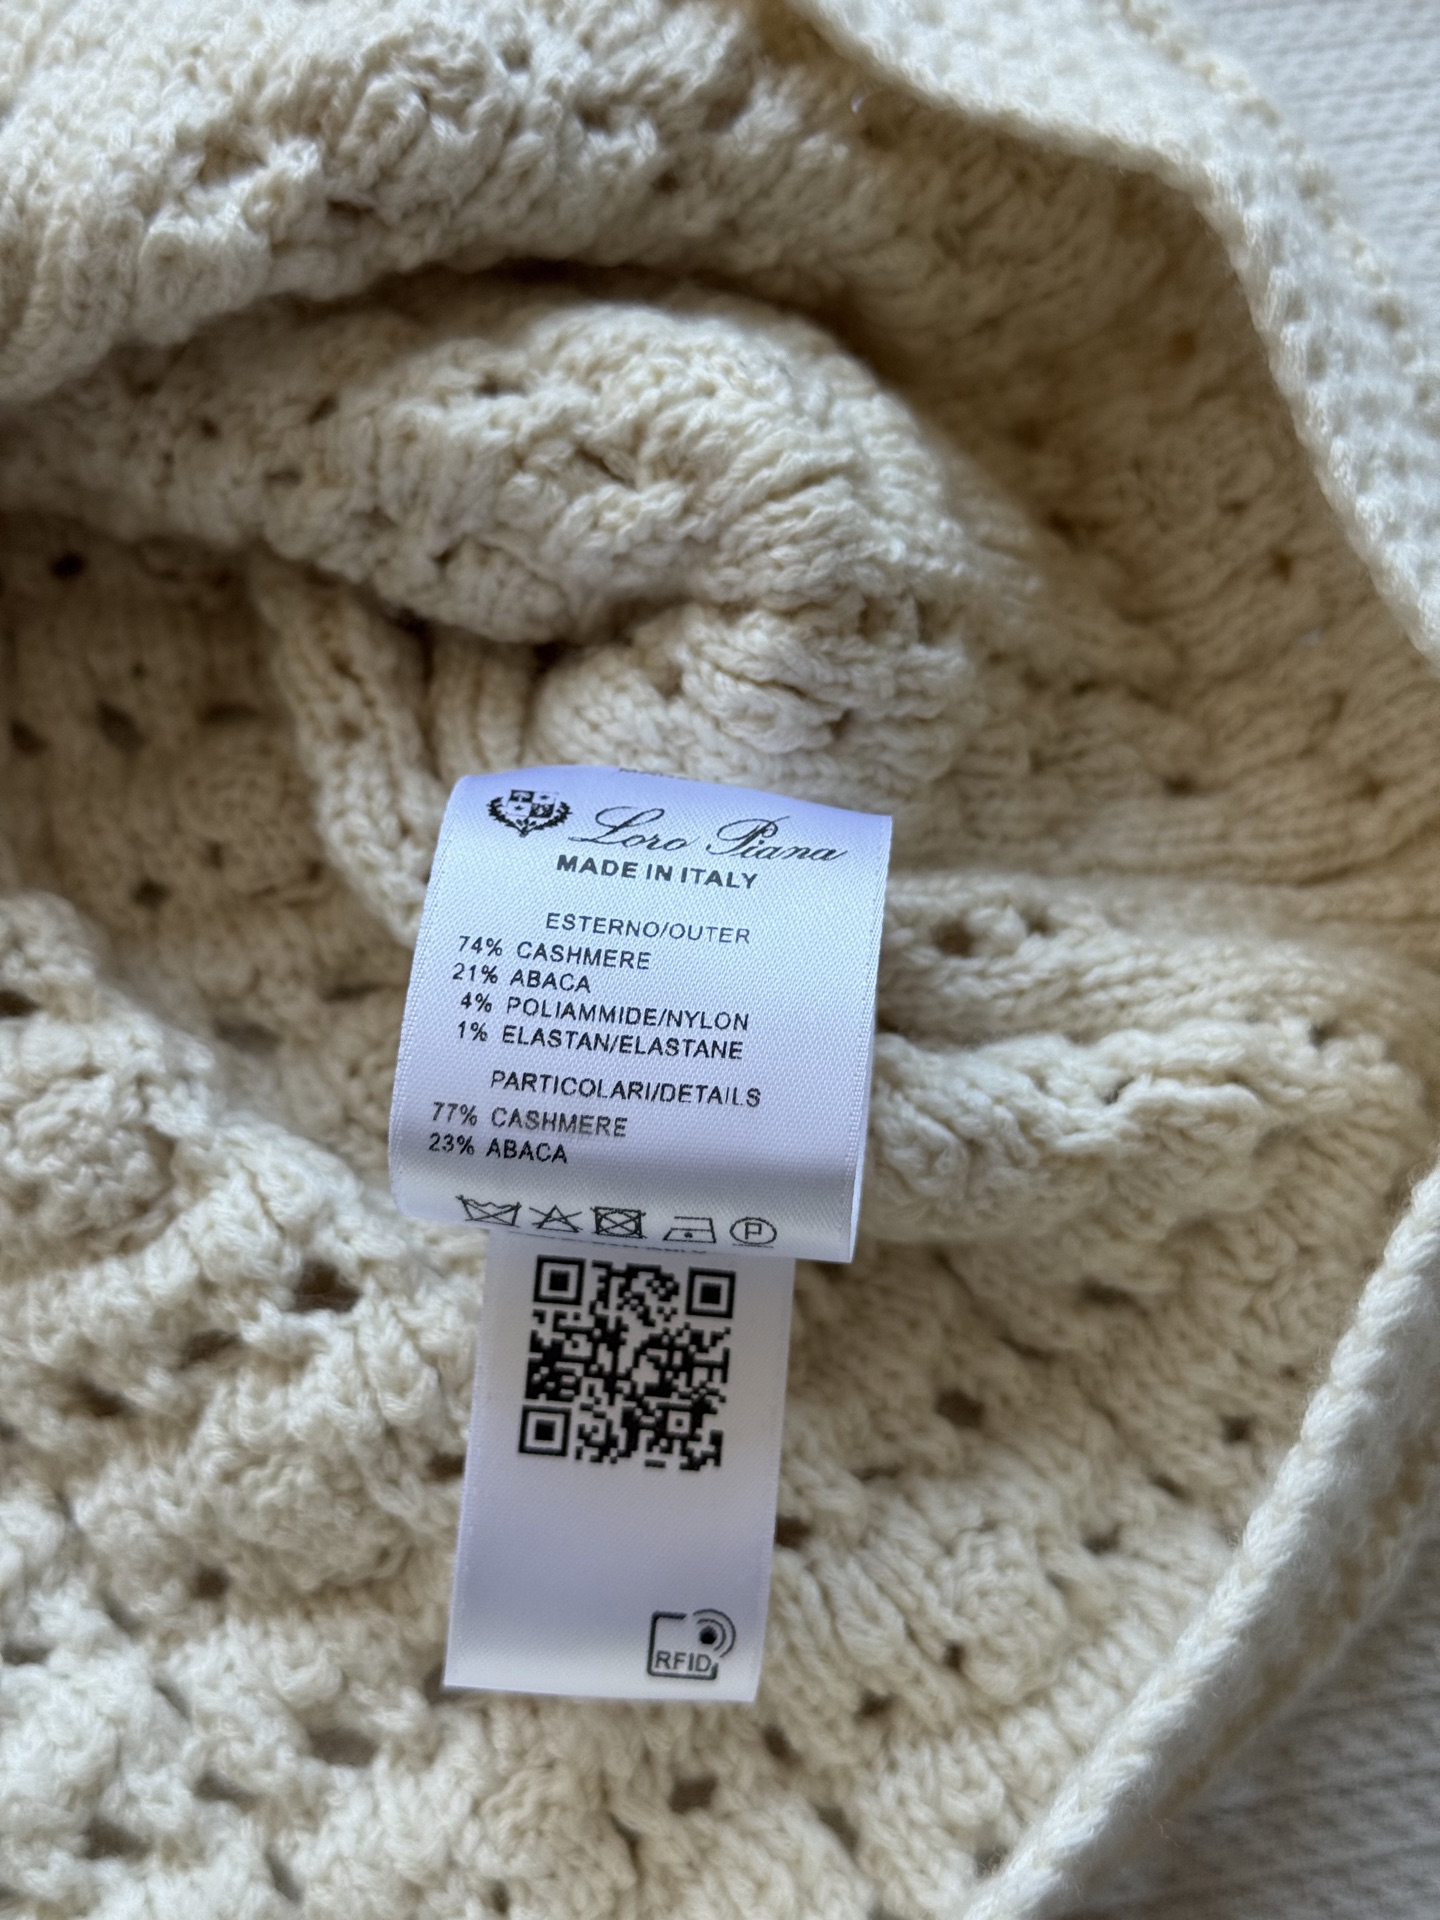 Loro Piana
MADE IN ITALY
ESTERNO/OUTER
74% CASHMERE
21% ABACA
4% POLIAMMIDE/NYLON
1% ELASTAN/ELASTANE
PARTICOLARI/DETAILS
77% CASHMERE
23% ABACA
P
RFID